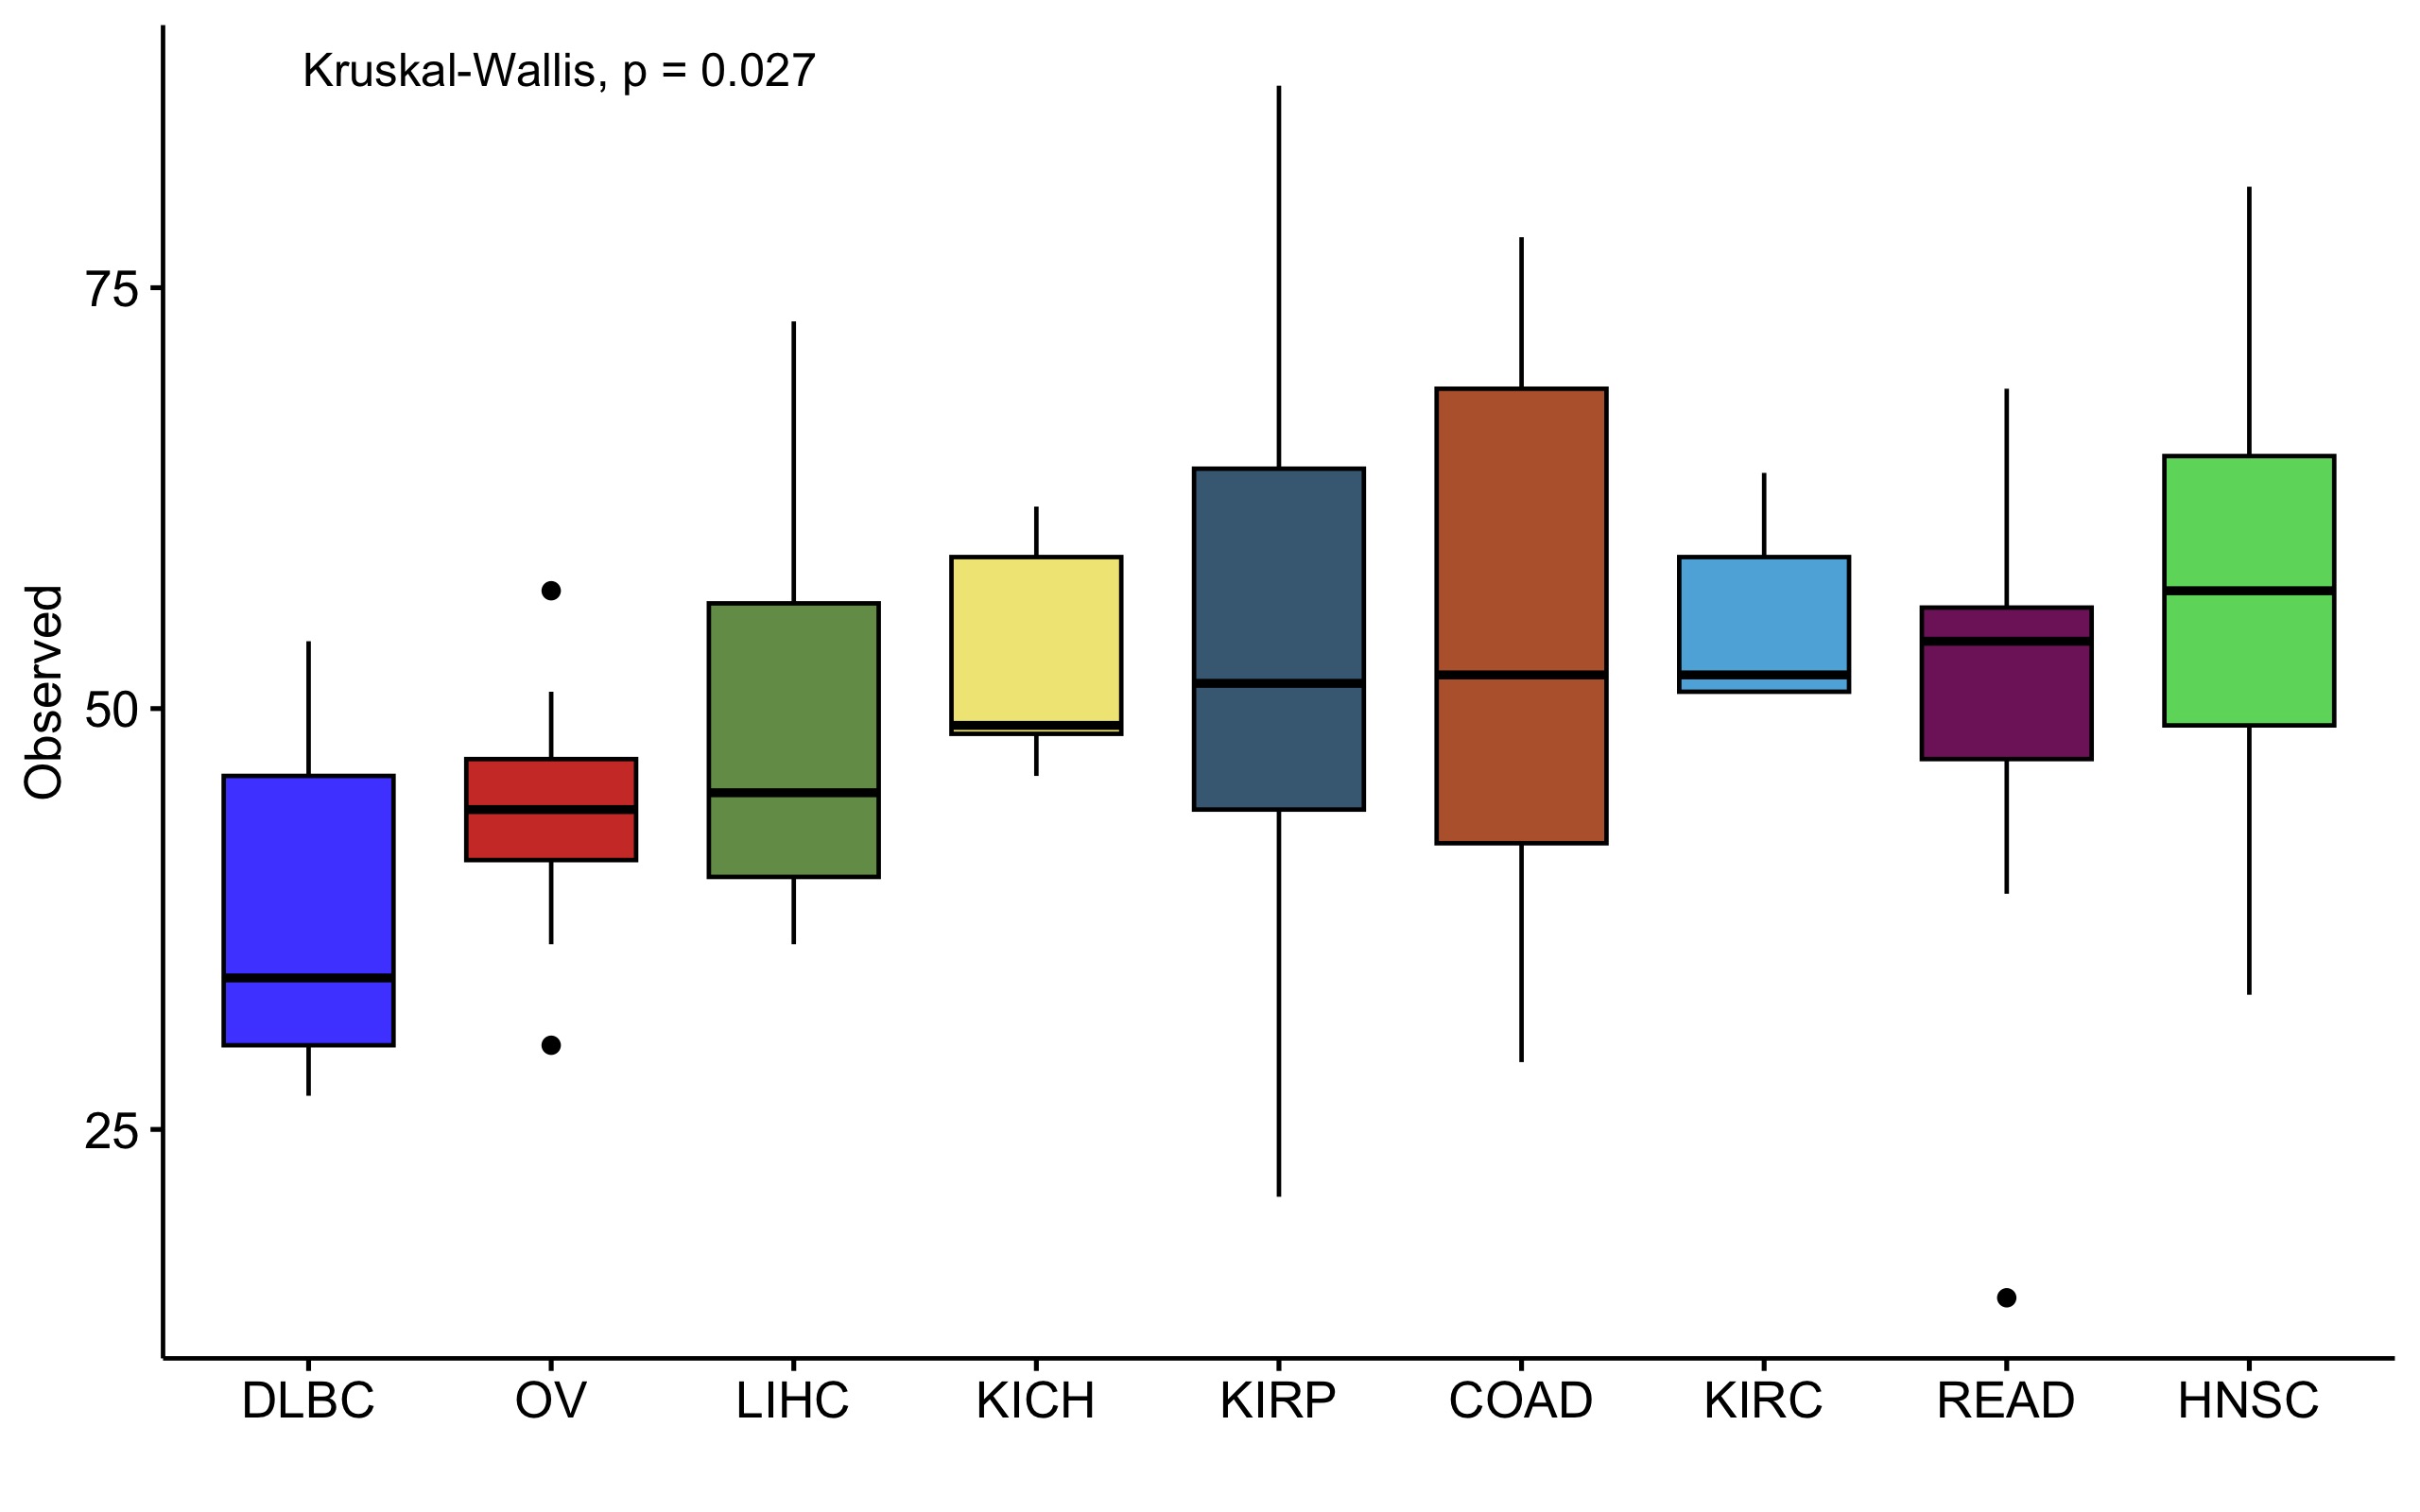 Kruskal-Wallis, p = 0.027
Observed
75
50
25
DLBC OV LIHC KICH KIRP COAD KIRC READ HNSC